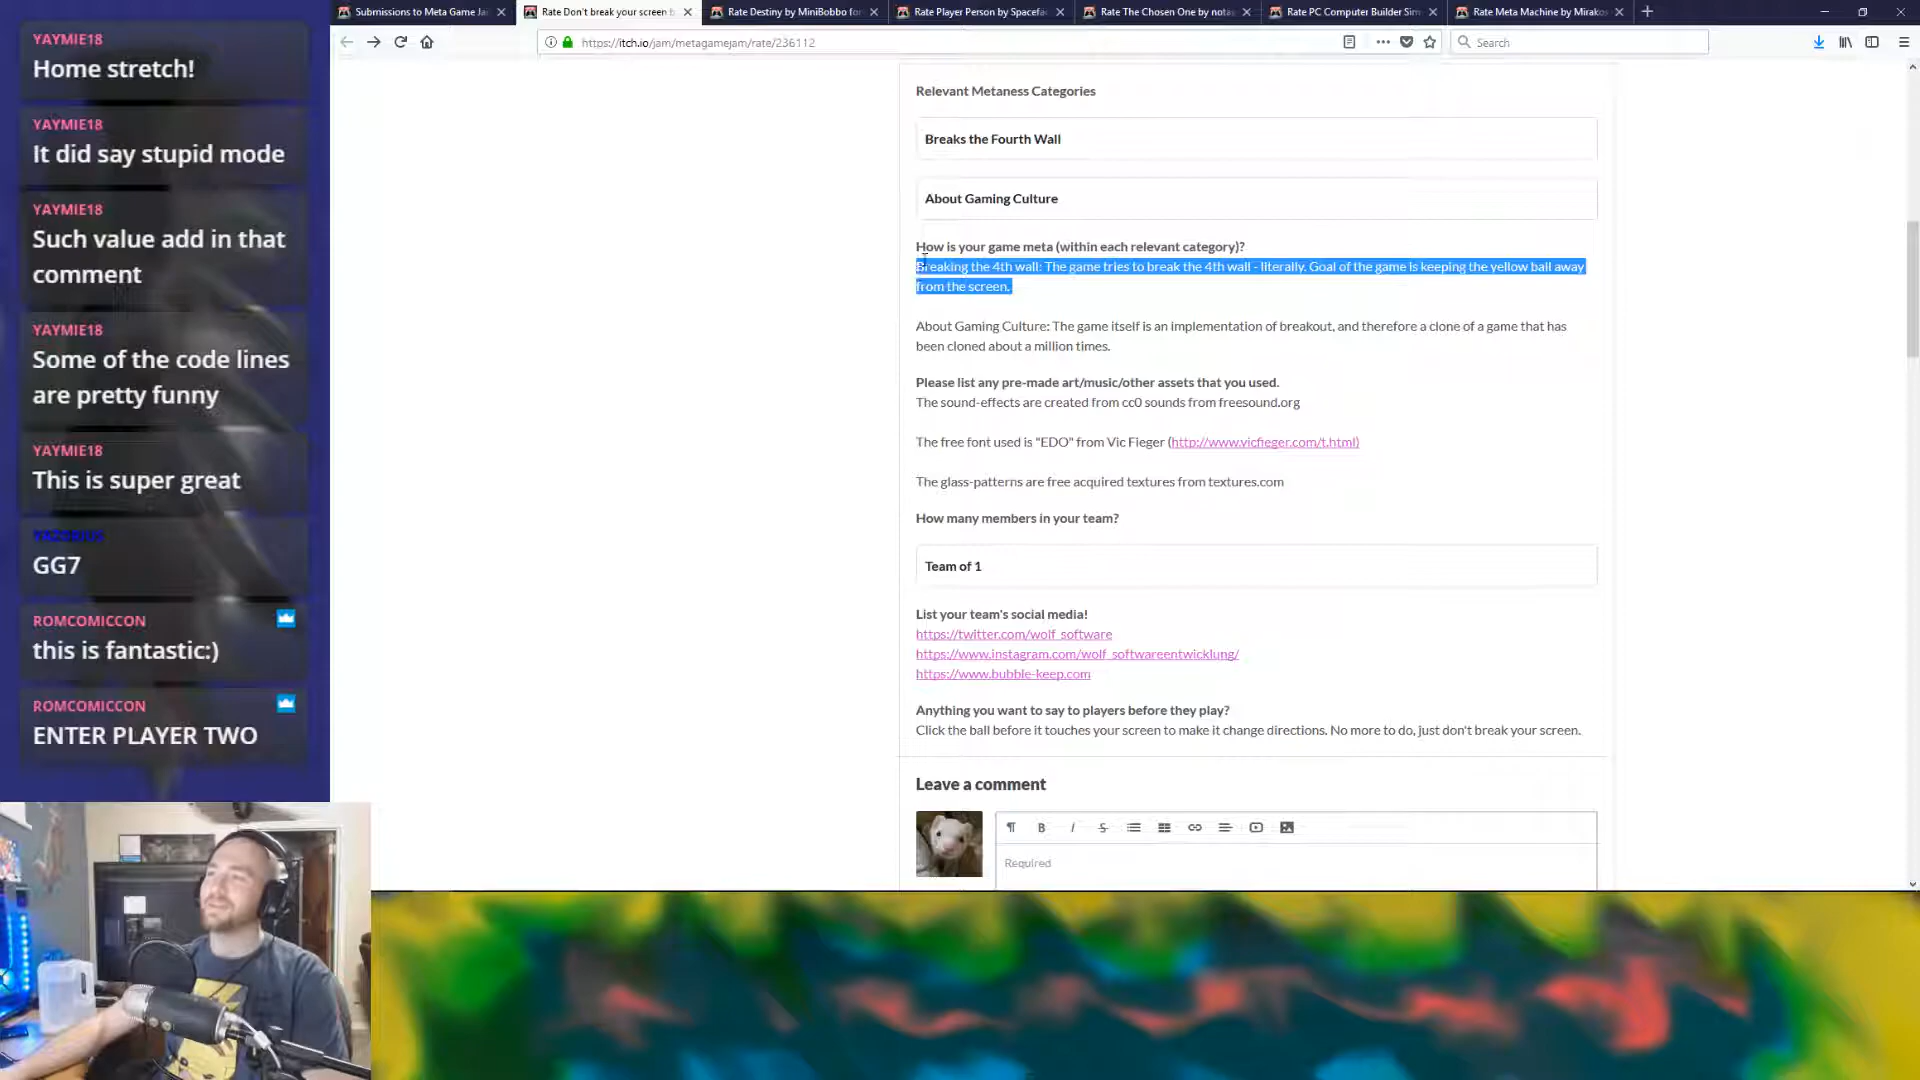 YAYMIE18
Home stretch!
YAYMIE18
It did say stupid mode
YAYMIE18
Such value add in that
comment
YAYMIE18
Some of the code lines
are pretty funny
YAYMIE18
This is super great
GG7
ROMCOMICCON
this is fantastic:)
ROMCOMICCON
ENTER PLAYER TWO
Submissions to Meta Game Ja
Rate Don't break your screen b
Rate Destiny by MiniBobbo for
Rate Player Person by Spacefa
Rate The Chosen One by nota
Rate PC Computer Builder Sim
Rate Meta Machine by Mirako
https://itch.io/jam/metagamejam/rate/236112
Search
Relevant Metaness Categories
Breaks the Fourth Wall
About Gaming Culture
How is your game meta (within each relevant category)?
Breaking the 4th wall: The game tries to break the 4th wall - literally. Goal of the game is keeping the yellow ball away
from the screen.
About Gaming Culture: The game itself is an implementation of breakout, and therefore a clone of a game that has
been cloned about a million times.
Please list any pre-made art/music/other assets that you used.
The sound-effects are created from cc0 sounds from freesound.org
The free font used is "EDO" from Vic Fieger (http://www.vicfieger.com/t.html)
The glass-patterns are free acquired textures from textures.com
How many members in your team?
Team of 1
List your team's social media!
https://twitter.com/wolf_software
https://www.instagram.com/wolf_softwareentwicklung/
https://www.bubble-keep.com
Anything you want to say to players before they play?
Click the ball before it touches your screen to make it change directions. No more to do, just don't break your screen.
Leave a comment
Required